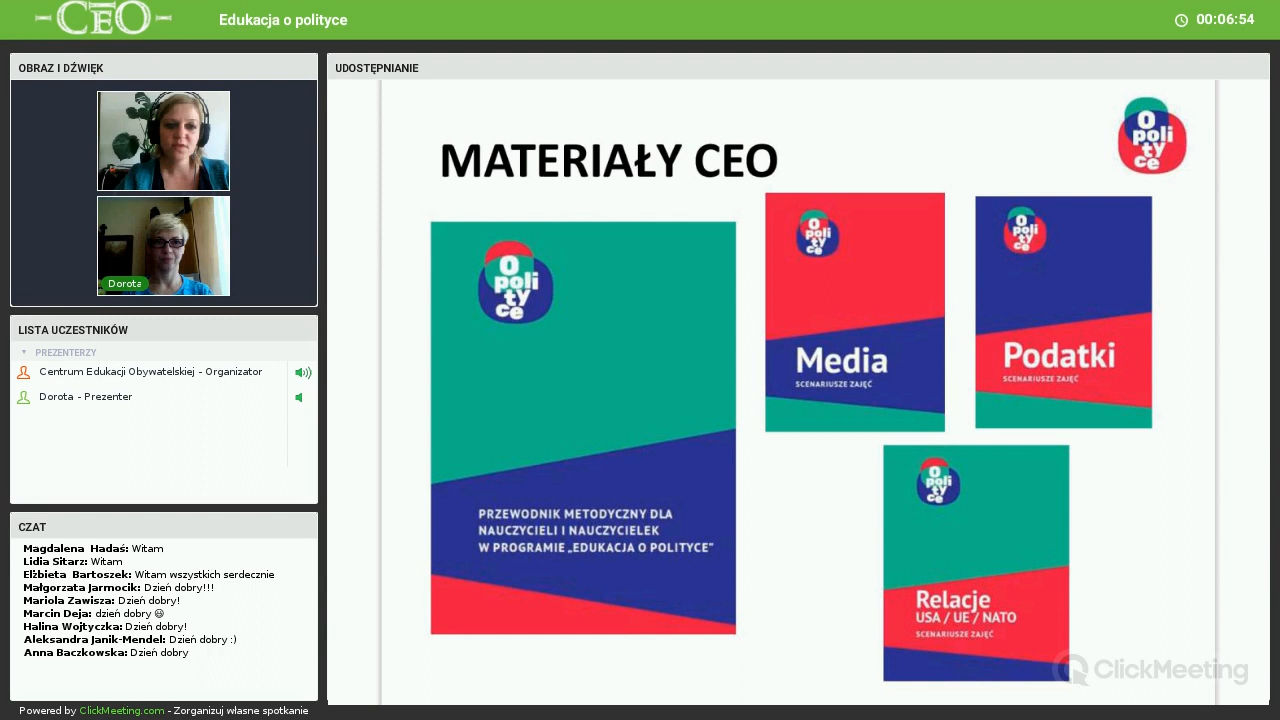 CEO
Edukacja o polityce
00:06:54
OBRAZ I DŹWIĘK
Dorota
LISTA UCZESTNIKÓW
PREZENTERZY
Centrum Edukacji Obywatelskiej - Organizator
Dorota - Prezenter
CZAT
Magdalena Hadaś: Witam
Lidia Sitarz: Witam
Elżbieta Bartoszek: Witam wszystkich serdecznie
Małgorzata Jarmocik: Dzień dobry!!!
Mariola Zawisza: Dzień dobry!
Marcin Deja: dzień dobry 😃
Halina Wojtyczka: Dzień dobry!
Aleksandra Janik-Mendel: Dzień dobry :)
Anna Baczkowska: Dzień dobry
Powered by ClickMeeting.com - Zorganizuj własne spotkanie
UDOSTĘPNIANIE
MATERIAŁY CEO
O
poli
ty
ce
O
poli
ty
ce
PRZEWODNIK METODYCZNY DLA
NAUCZYCIELI I NAUCZYCIELEK
W PROGRAMIE „EDUKACJA O POLITYCE”
O
poli
ty
ce
Media
SCENARIUSZE ZAJĘĆ
O
poli
ty
ce
Podatki
SCENARIUSZE ZAJĘĆ
O
poli
ty
ce
Relacje
USA / UE / NATO
SCENARIUSZE ZAJĘĆ
ClickMeeting